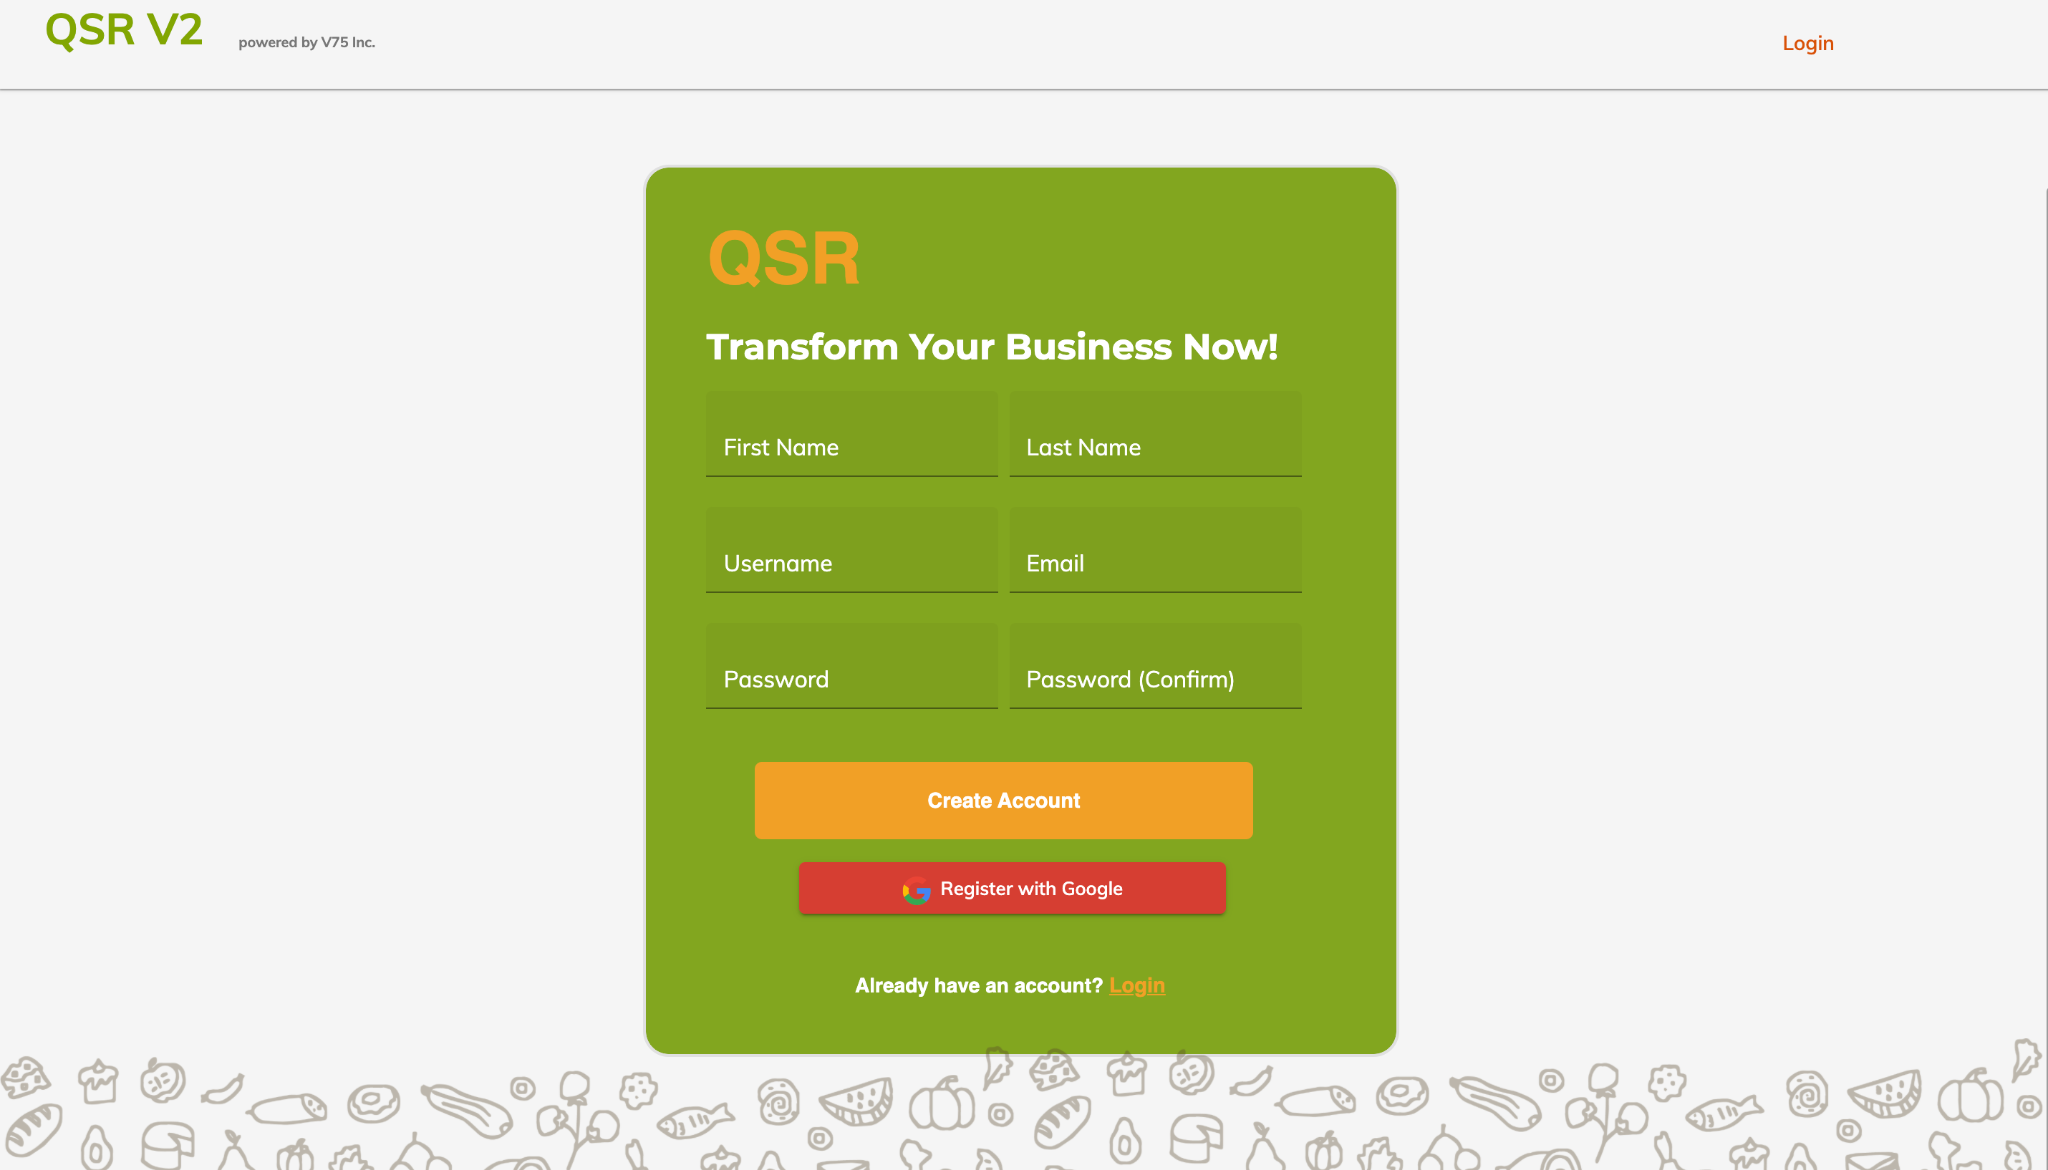 QSR V2
powered by V75 Inc.
Login
QSR
Transform Your Business Now!
First Name
Last Name
Username
Email
Password
Password (Confirm)
Create Account
Register with Google
Already have an account? Login